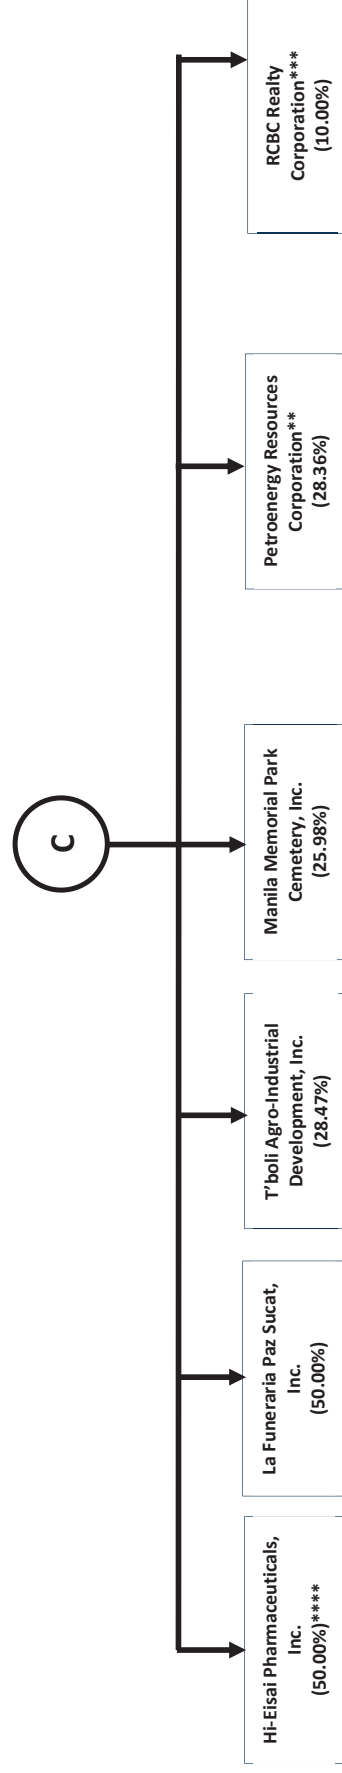 C
Hi-Eisai Pharmaceuticals,
Inc.
(50.00%)****
La Funeraria Paz Sucat,
Inc.
(50.00%)
T’boli Agro-Industrial
Development, Inc.
(28.47%)
Manila Memorial Park
Cemetery, Inc.
(25.98%)
Petroenergy Resources
Corporation**
(28.36%)
RCBC Realty
Corporation***
(10.00%)